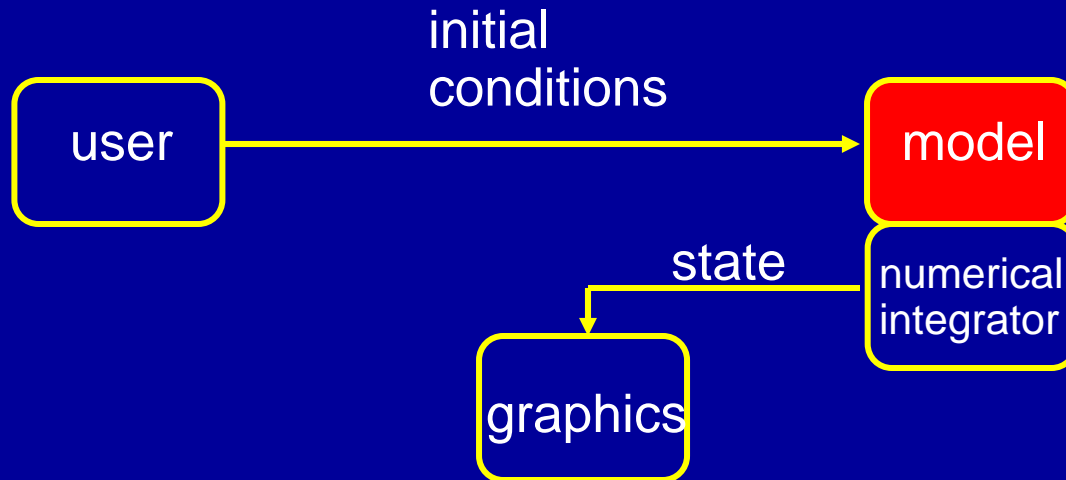 initial
conditions
user
model
state
numerical
integrator
graphics